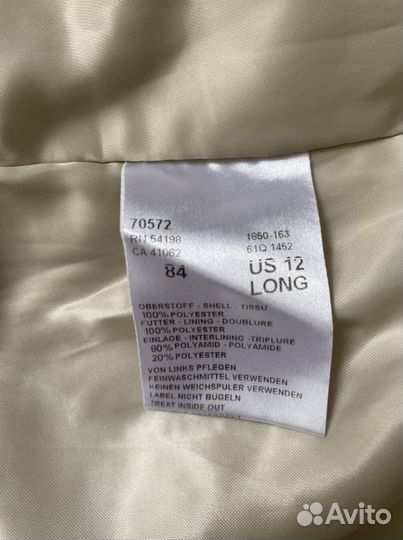 70572
RN 54198 1860-163
CA 41062 61Q 1452
84 US 12
LONG
OBERSTOFF - SHELL - TISSU
100% POLYESTER
FUTTER - LINING - DOUBLURE
100% POLYESTER
EINLAGE - INTERLINING - TRIPLURE
80% POLYAMID - POLYAMIDE
20% POLYESTER
VON LINKS PFLEGEN
FEINWASCHMITTEL VERWENDEN
KEINEN WEICHSPULER VERWENDEN
LABEL NICHT BUGELN
TREAT INSIDE OUT
Avito